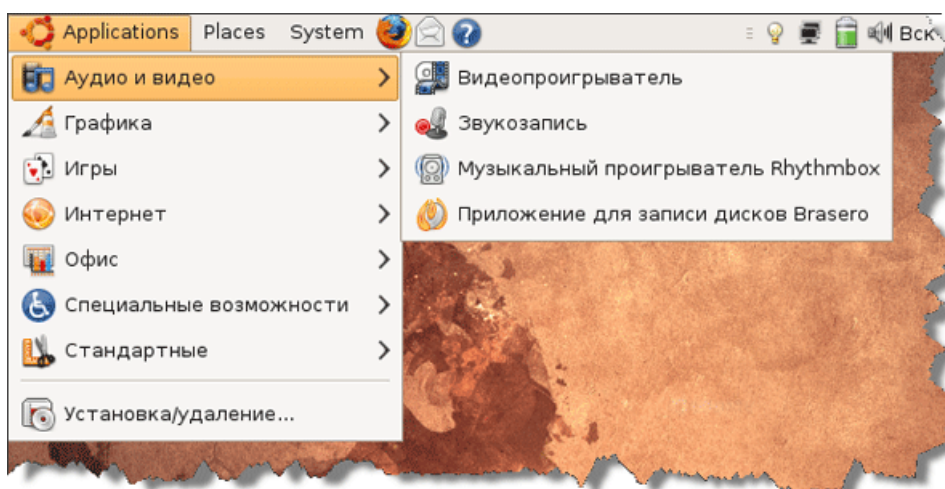 Applications Places System Вск
Аудио и видео
Графика
Игры
Интернет
Офис
Специальные возможности
Стандартные
Установка/удаление...
Видеопроигрыватель
Звукозапись
Музыкальный проигрыватель Rhythmbox
Приложение для записи дисков Brasero